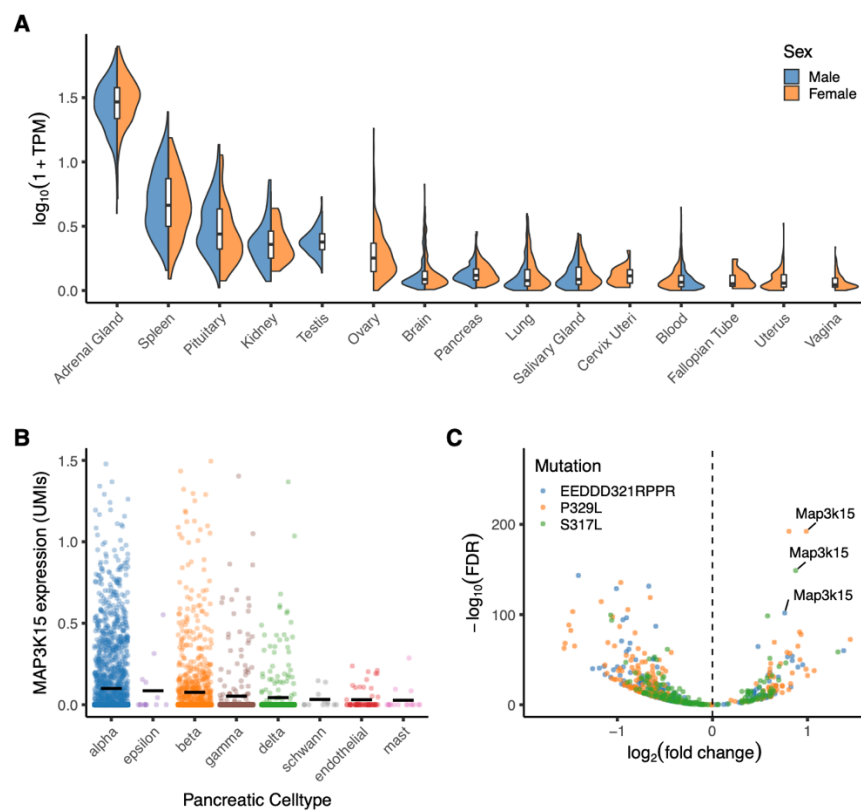 A
Sex
Male
Female
log10(1 + TPM)
1.5
1.0
0.5
0.0
Adrenal Gland
Spleen
Pituitary
Kidney
Testis
Ovary
Brain
Pancreas
Lung
Salivary Gland
Cervix Uteri
Blood
Fallopian Tube
Uterus
Vagina
B
MAP3K15 expression (UMIs)
1.5
1.0
0.5
0.0
alpha
epsilon
beta
gamma
delta
schwann
endothelial
mast
Pancreatic Celltype
C
Mutation
EEDDD321RPPR
P329L
S317L
Map3k15
Map3k15
Map3k15
−log10(FDR)
200
100
0
−1
0
1
log2(fold change)